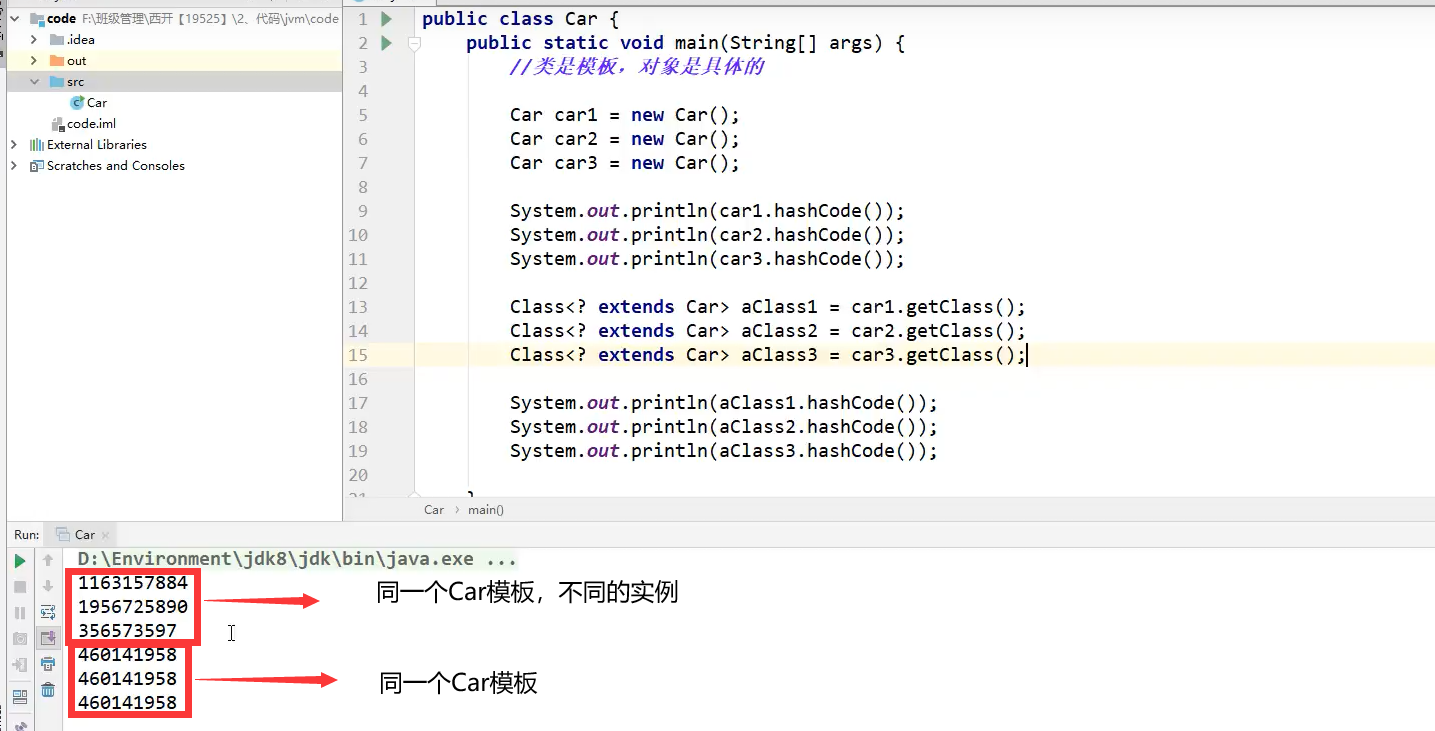 code F:\班级管理\西开【19525】\2、代码\jvm\code
.idea
out
src
Car
code.iml
External Libraries
Scratches and Consoles
1 public class Car {
2 public static void main(String[] args) {
3 //类是模板，对象是具体的
4
5 Car car1 = new Car();
6 Car car2 = new Car();
7 Car car3 = new Car();
8
9 System.out.println(car1.hashCode());
10 System.out.println(car2.hashCode());
11 System.out.println(car3.hashCode());
12
13 Class<? extends Car> aClass1 = car1.getClass();
14 Class<? extends Car> aClass2 = car2.getClass();
15 Class<? extends Car> aClass3 = car3.getClass();
16
17 System.out.println(aClass1.hashCode());
18 System.out.println(aClass2.hashCode());
19 System.out.println(aClass3.hashCode());
20
21 }
Car › main()
Run: Car
D:\Environment\jdk8\jdk\bin\java.exe ...
1163157884
1956725890
356573597
同一个Car模板，不同的实例
460141958
460141958
460141958
同一个Car模板